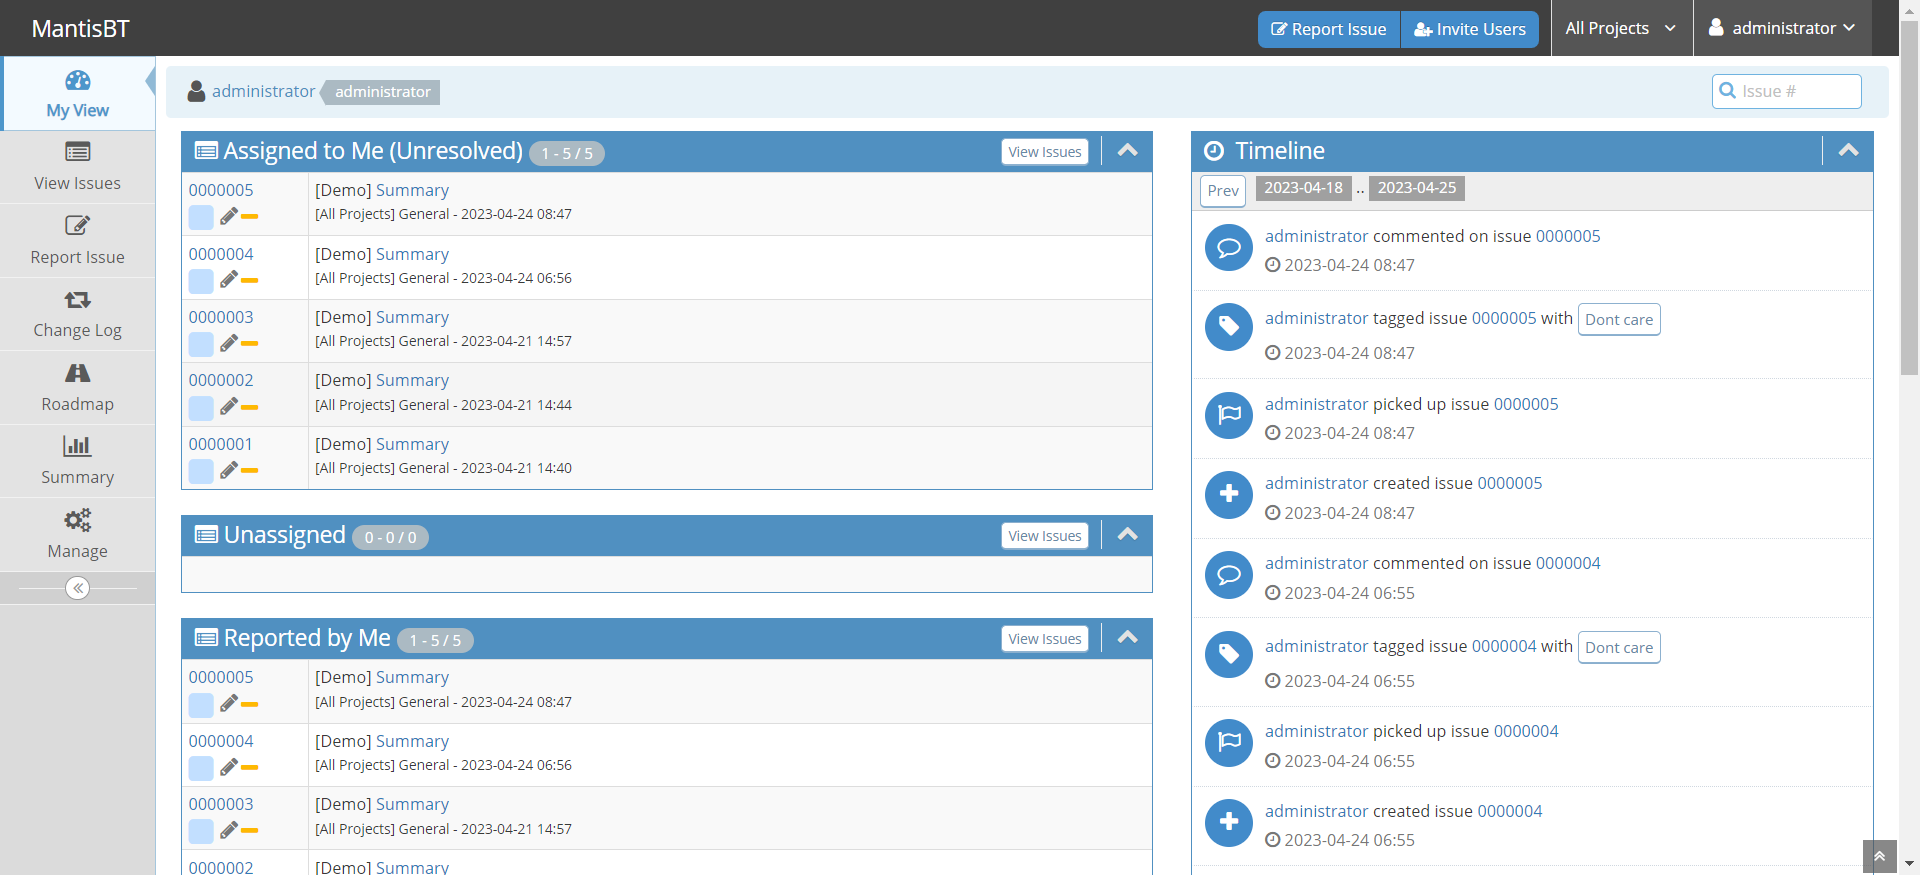 MantisBT
Report Issue
Invite Users
All Projects
administrator
My View
View Issues
Report Issue
Change Log
Roadmap
Summary
Manage
administrator
administrator
Issue #
Assigned to Me (Unresolved)
1 - 5 / 5
View Issues
0000005
[Demo] Summary
[All Projects] General - 2023-04-24 08:47
0000004
[Demo] Summary
[All Projects] General - 2023-04-24 06:56
0000003
[Demo] Summary
[All Projects] General - 2023-04-21 14:57
0000002
[Demo] Summary
[All Projects] General - 2023-04-21 14:44
0000001
[Demo] Summary
[All Projects] General - 2023-04-21 14:40
Unassigned
0 - 0 / 0
View Issues
Reported by Me
1 - 5 / 5
View Issues
0000005
[Demo] Summary
[All Projects] General - 2023-04-24 08:47
0000004
[Demo] Summary
[All Projects] General - 2023-04-24 06:56
0000003
[Demo] Summary
[All Projects] General - 2023-04-21 14:57
0000002
[Demo] Summary
Timeline
Prev
2023-04-18 .. 2023-04-25
administrator commented on issue 0000005
2023-04-24 08:47
administrator tagged issue 0000005 with Dont care
2023-04-24 08:47
administrator picked up issue 0000005
2023-04-24 08:47
administrator created issue 0000005
2023-04-24 08:47
administrator commented on issue 0000004
2023-04-24 06:55
administrator tagged issue 0000004 with Dont care
2023-04-24 06:55
administrator picked up issue 0000004
2023-04-24 06:55
administrator created issue 0000004
2023-04-24 06:55